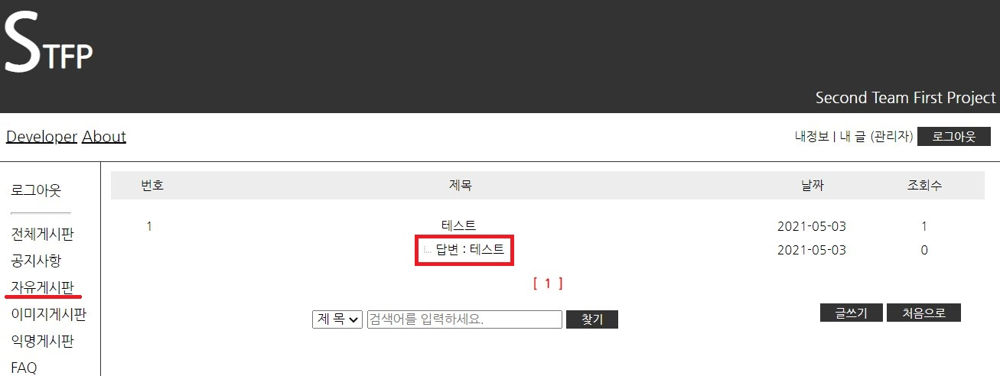 STFP
Second Team First Project
Developer About
내정보 | 내 글 (관리자) 로그아웃
로그아웃
전체게시판
공지사항
자유게시판
이미지게시판
익명게시판
FAQ
번호 제목 날짜 조회수
1 테스트 2021-05-03 1
답변 : 테스트 2021-05-03 0
[ 1 ]
제 목 검색어를 입력하세요. 찾기
글쓰기 처음으로